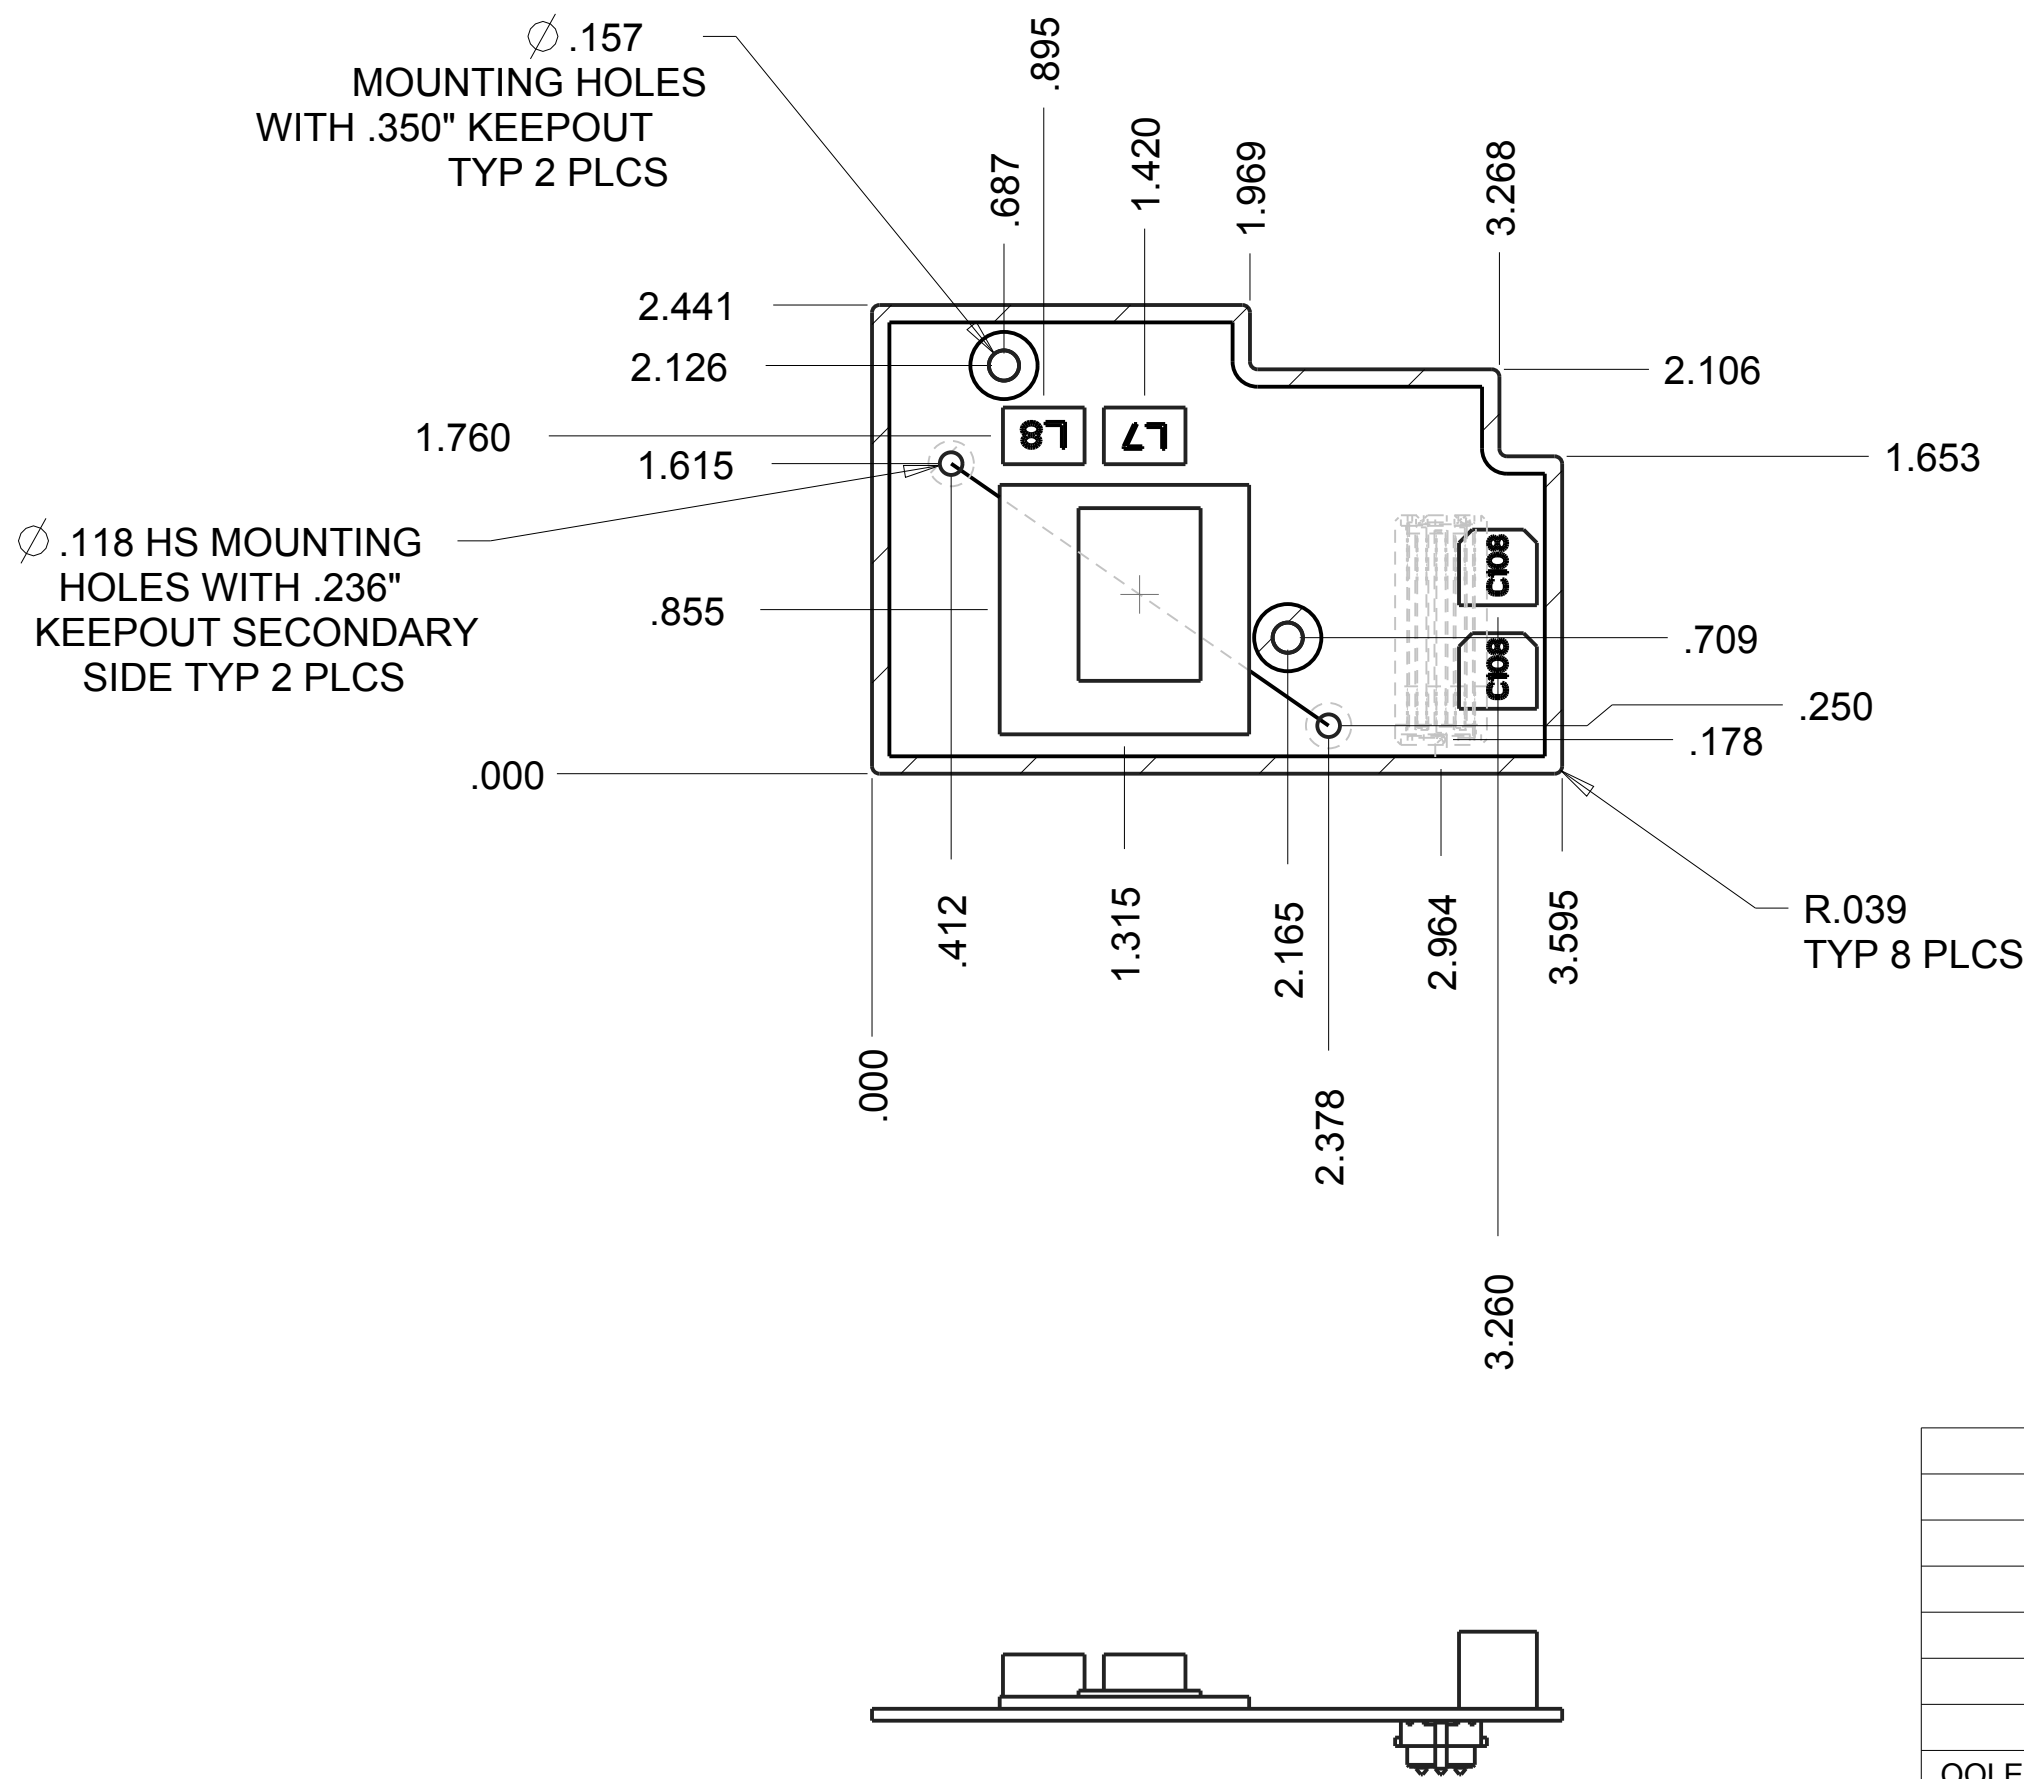 ⌀ .157
MOUNTING HOLES
WITH .350" KEEPOUT
TYP 2 PLCS
.895
.687
1.420
1.969
3.268
2.441
2.126
2.106
1.760
1.615
1.653
L8
L7
⌀ .118 HS MOUNTING
HOLES WITH .236"
KEEPOUT SECONDARY
SIDE TYP 2 PLCS
C108
C108
.855
.709
.250
.178
.000
R.039
TYP 8 PLCS
.412
1.315
2.165
2.964
3.595
.000
2.378
3.260